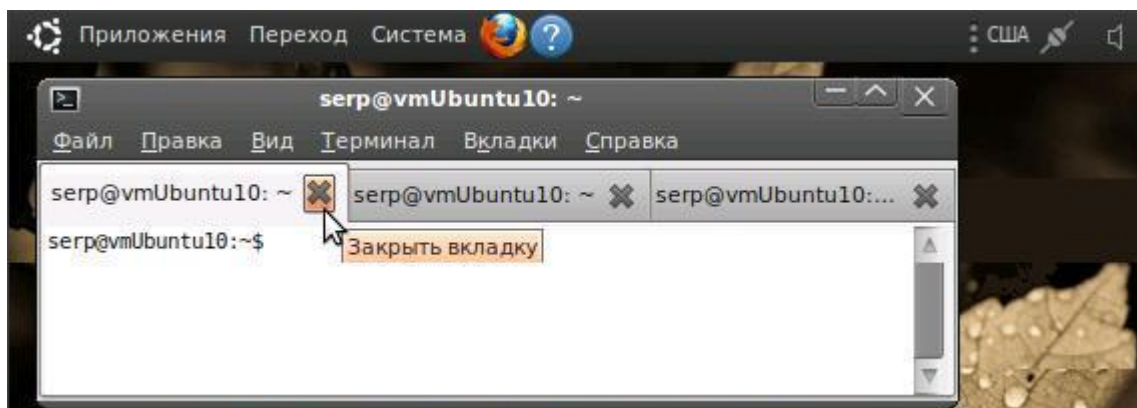 Приложения Переход Система США
serp@vmUbuntu10: ~
Файл Правка Вид Терминал Вкладки Справка
serp@vmUbuntu10: ~ serp@vmUbuntu10: ~ serp@vmUbuntu10:...
serp@vmUbuntu10:~$
Закрыть вкладку